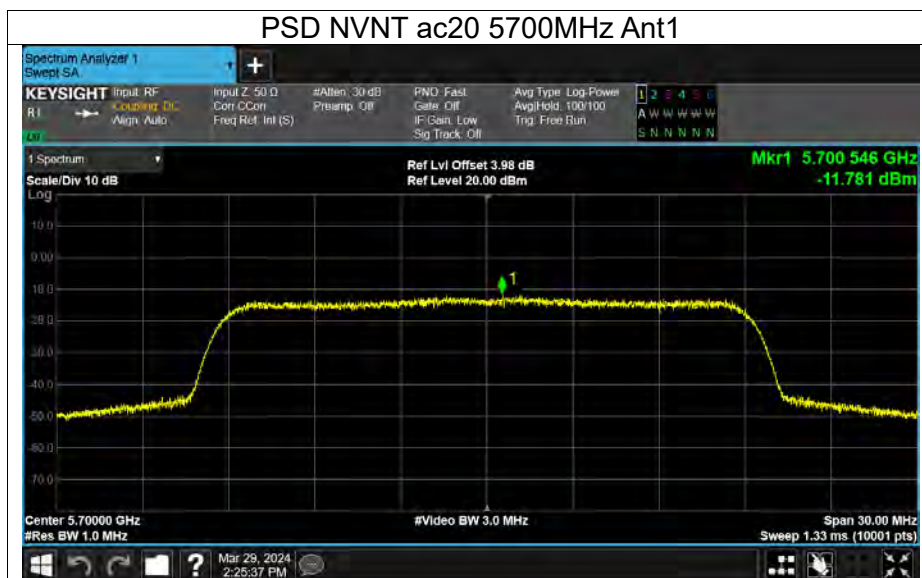 PSD NVNT ac20 5700MHz Ant1
Spectrum Analyzer 1
Swept SA
+
KEYSIGHT Input: RF
R L Coupling: DC
Align: Auto
Input Z: 50 Ω
Corr CCorr
Freq Ref: Int (S)
#Atten: 30 dB
Preamp: Off
PNO: Fast
Gate: Off
IF Gain: Low
Sig Track: Off
Avg Type: Log-Power
Avg|Hold: 100/100
Trig: Free Run
1 2 3 4 5 6
A W W W W W
S N N N N N
1 Spectrum
Scale/Div 10 dB
Log
Ref Lvl Offset 3.98 dB
Ref Level 20.00 dBm
Mkr1 5.700 546 GHz
-11.781 dBm
10.0
0.00
-10.0
-20.0
-30.0
-40.0
-50.0
-60.0
-70.0
1
Center 5.70000 GHz
#Res BW 1.0 MHz
#Video BW 3.0 MHz
Span 30.00 MHz
Sweep 1.33 ms (10001 pts)
?
Mar 29, 2024
2:25:37 PM